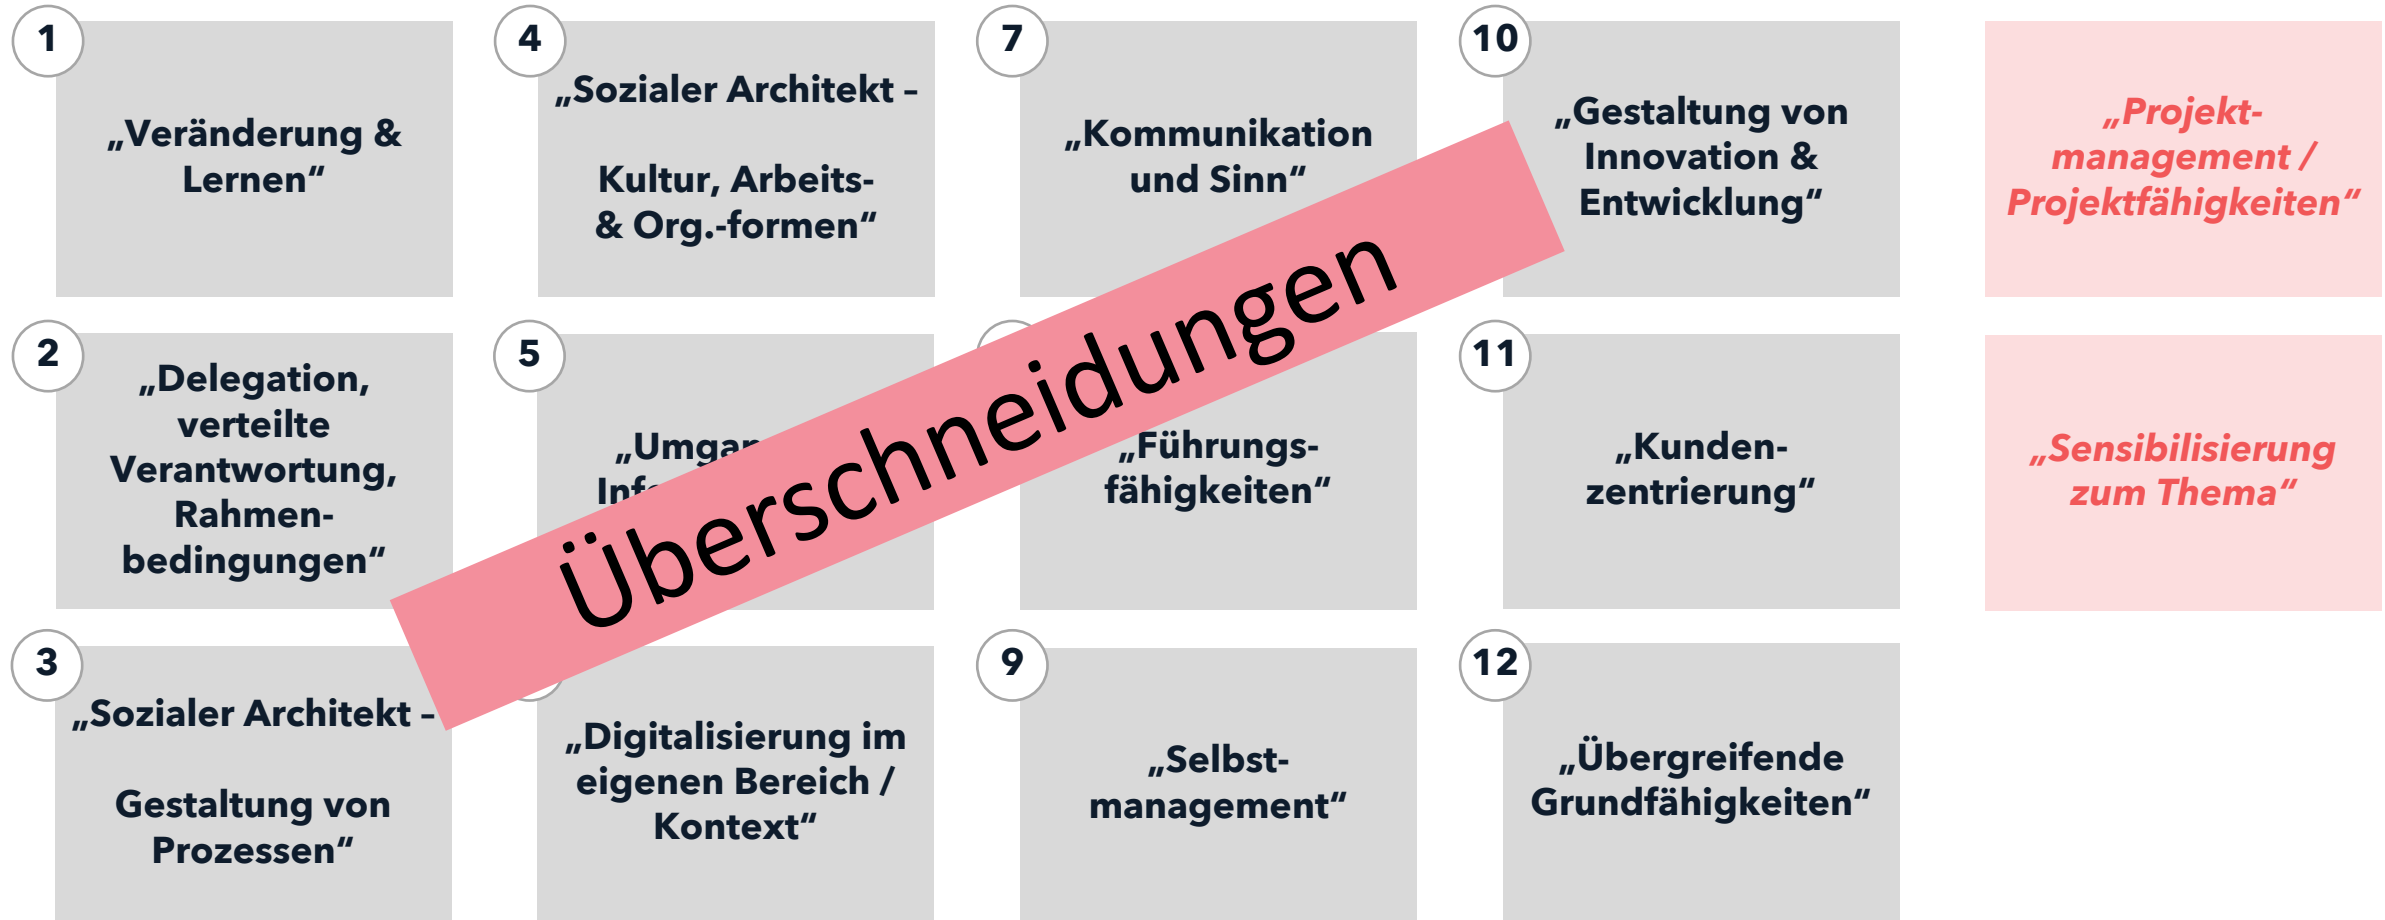 1
„Veränderung &
Lernen“
2
„Delegation,
verteilte
Verantwortung,
Rahmen-
bedingungen“
3
„Sozialer Architekt –
Gestaltung von
Prozessen“
4
„Sozialer Architekt –
Kultur, Arbeits-
& Org.-formen“
5
„Digitalisierung im
eigenen Bereich /
Kontext“
7
„Kommunikation
und Sinn“
„Führungs-
fähigkeiten“
9
„Selbst-
management“
10
„Gestaltung von
Innovation &
Entwicklung“
11
„Kunden-
zentrierung“
12
„Übergreifende
Grundfähigkeiten“
„Projekt-
management /
Projektfähigkeiten“
„Sensibilisierung
zum Thema“
Überschneidungen